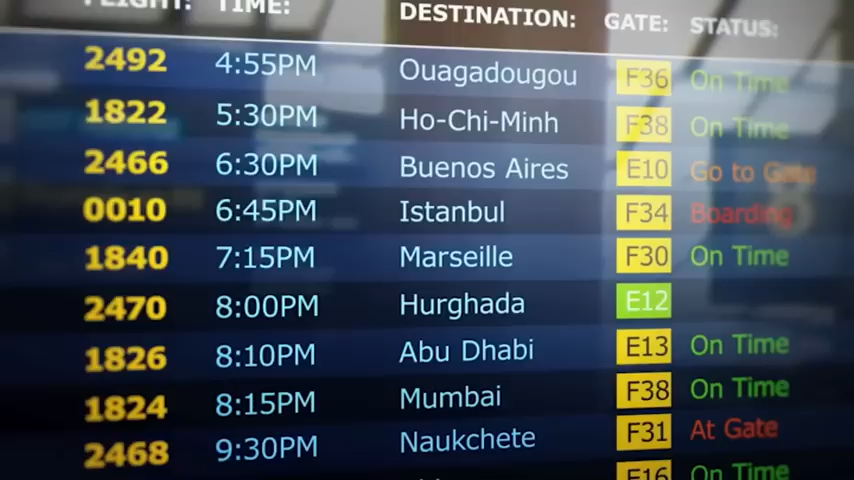 FLIGHT: TIME: DESTINATION: GATE: STATUS:
2492 4:55PM Ouagadougou F36 On Time
1822 5:30PM Ho-Chi-Minh F38 On Time
2466 6:30PM Buenos Aires E10 Go to Gate
0010 6:45PM Istanbul F34 Boarding
1840 7:15PM Marseille F30 On Time
2470 8:00PM Hurghada E12
1826 8:10PM Abu Dhabi E13 On Time
1824 8:15PM Mumbai F38 On Time
2468 9:30PM Naukchete F31 At Gate
F16 On Time